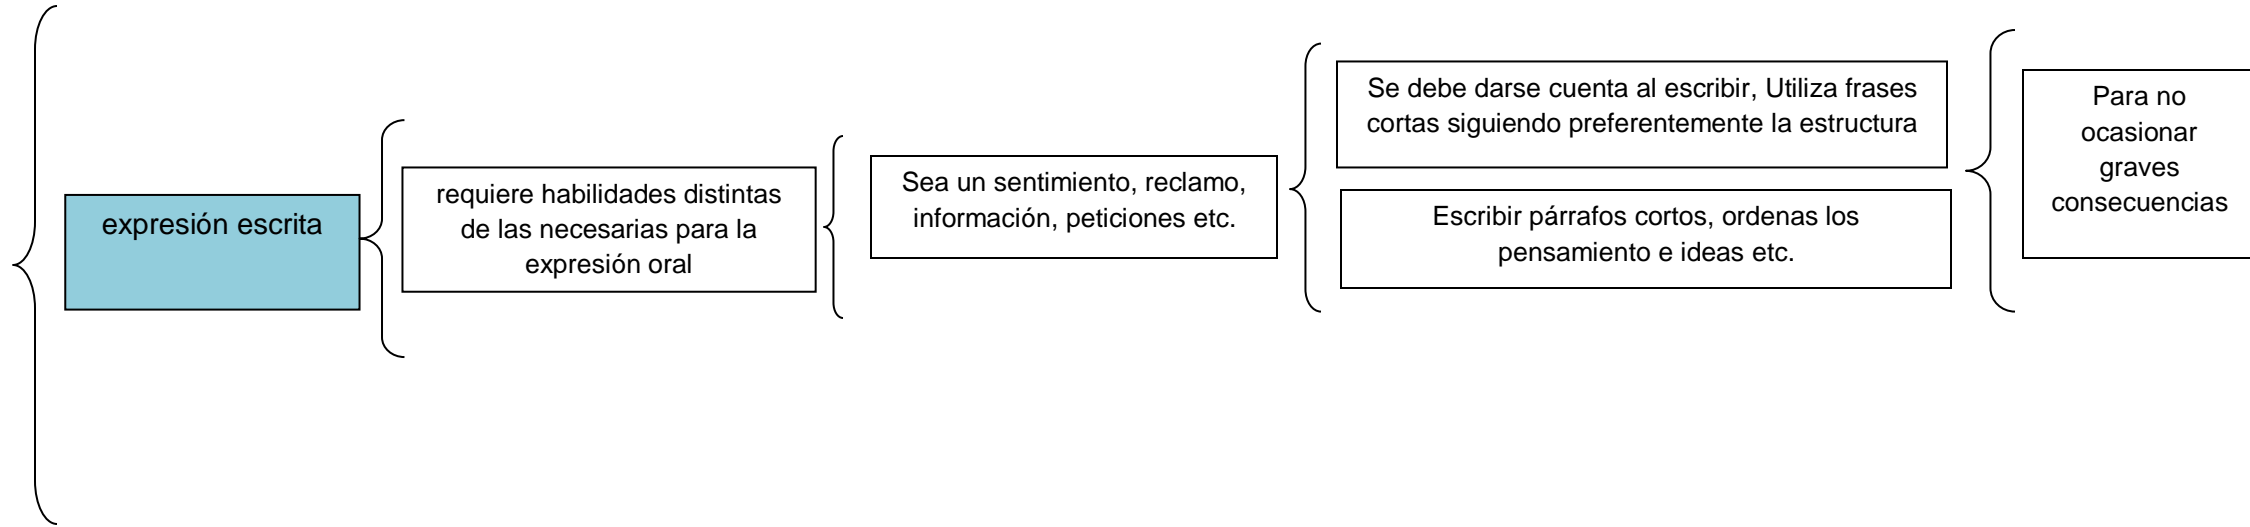 expresión escrita
requiere habilidades distintas
de las necesarias para la
expresión oral
Sea un sentimiento, reclamo,
información, peticiones etc.
Se debe darse cuenta al escribir, Utiliza frases
cortas siguiendo preferentemente la estructura
Escribir párrafos cortos, ordenas los
pensamiento e ideas etc.
Para no
ocasionar
graves
consecuencias